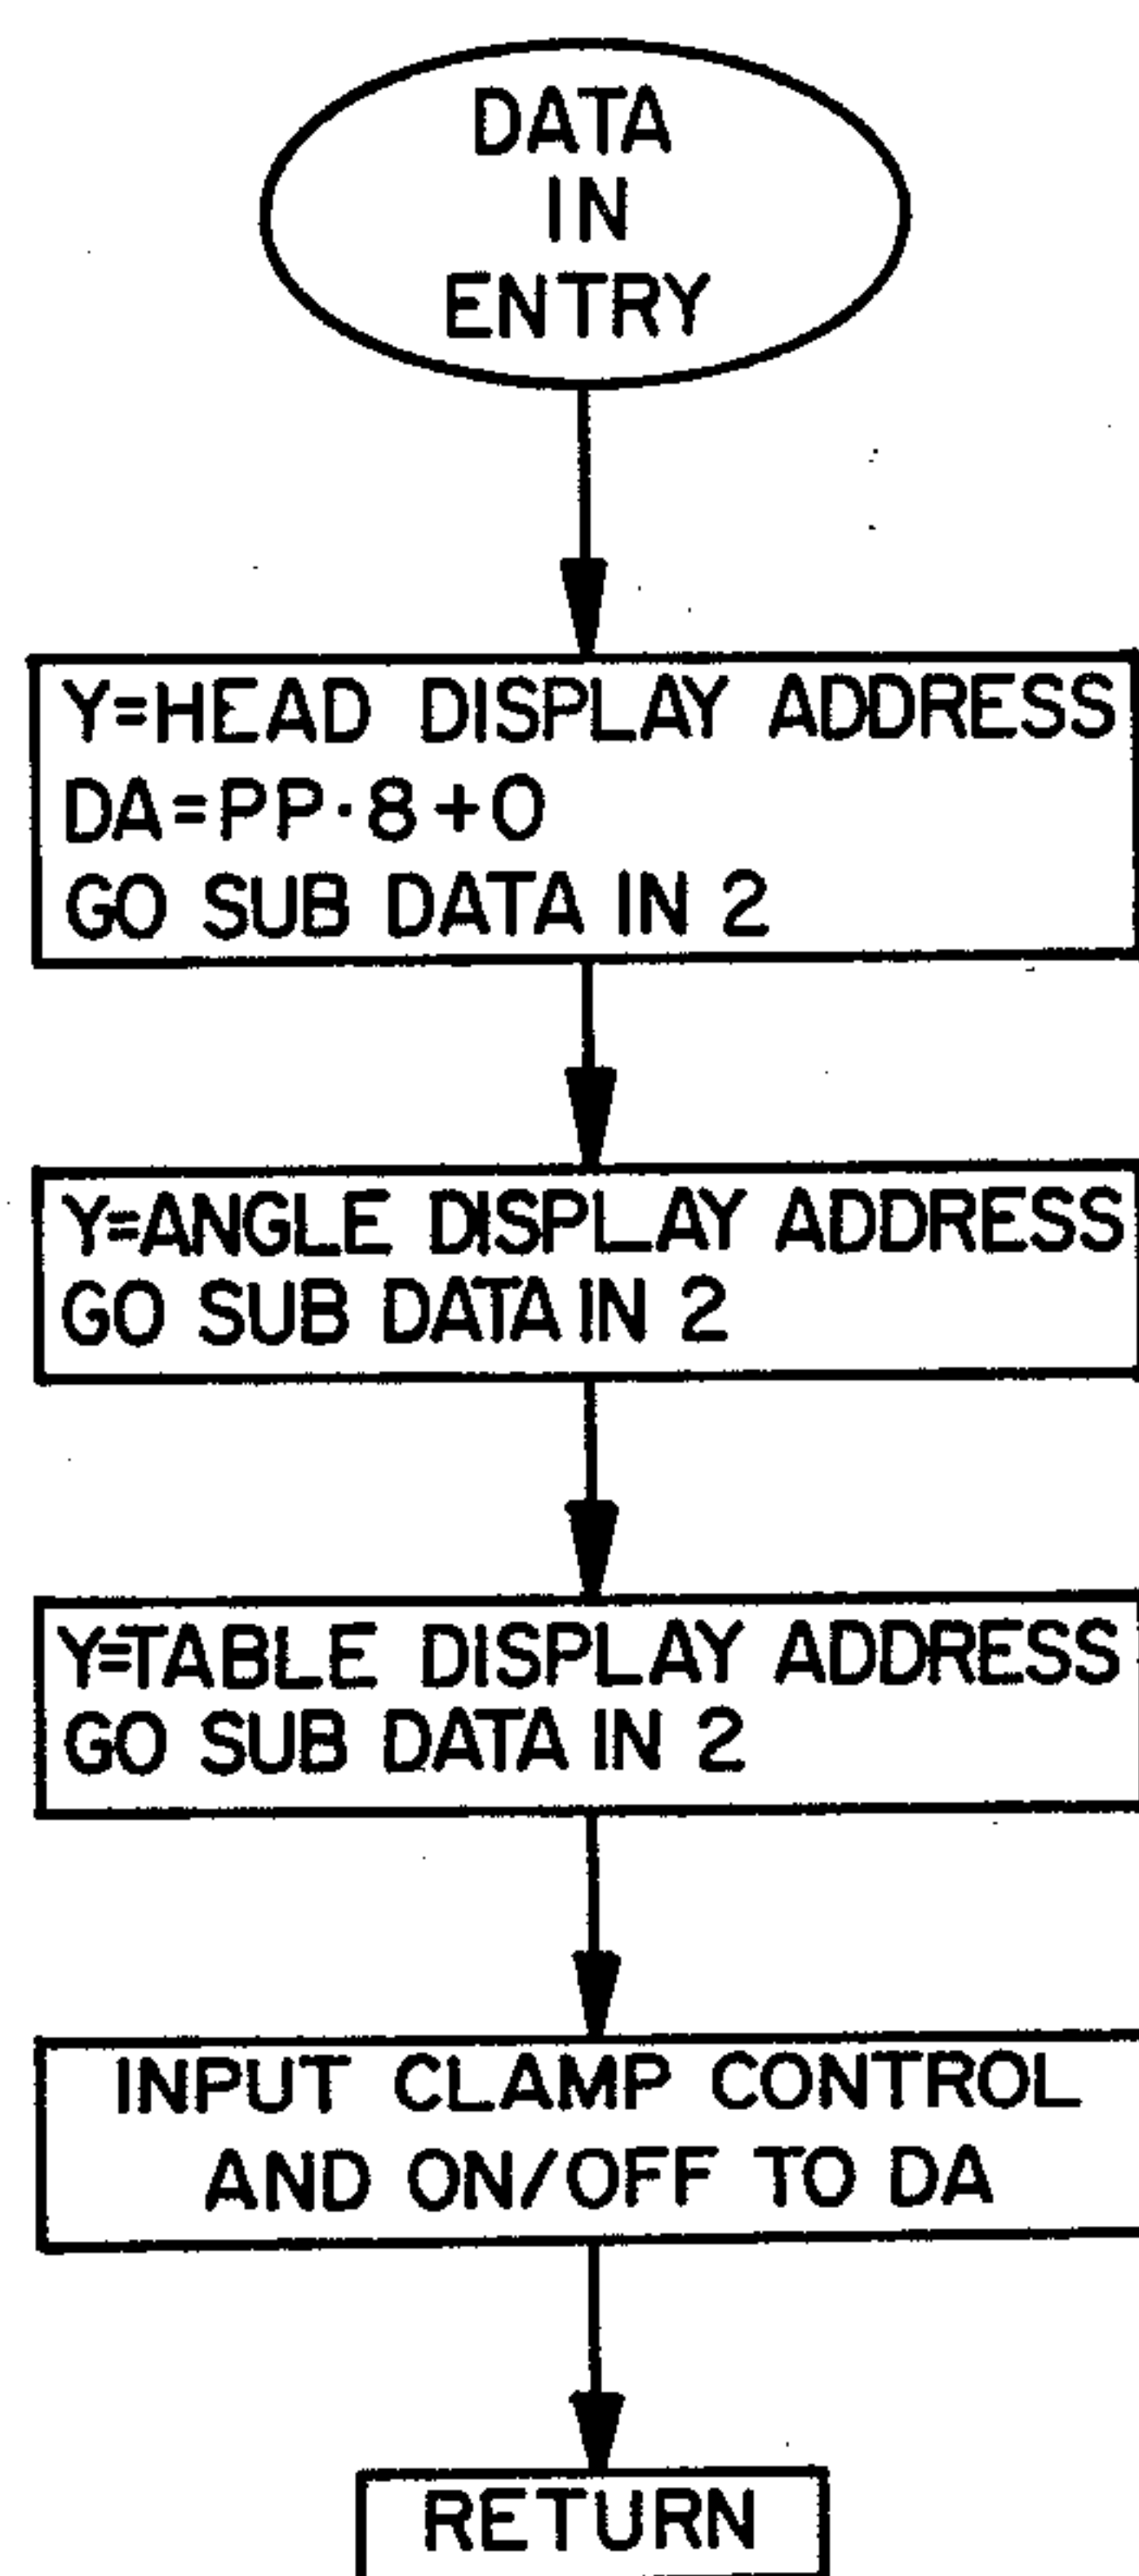 DATA
IN
ENTRY
Y=HEAD DISPLAY ADDRESS
DA=PP·8+0
GO SUB DATA IN 2
Y=ANGLE DISPLAY ADDRESS
GO SUB DATA IN 2
Y=TABLE DISPLAY ADDRESS
GO SUB DATA IN 2
INPUT CLAMP CONTROL
AND ON/OFF TO DA
RETURN